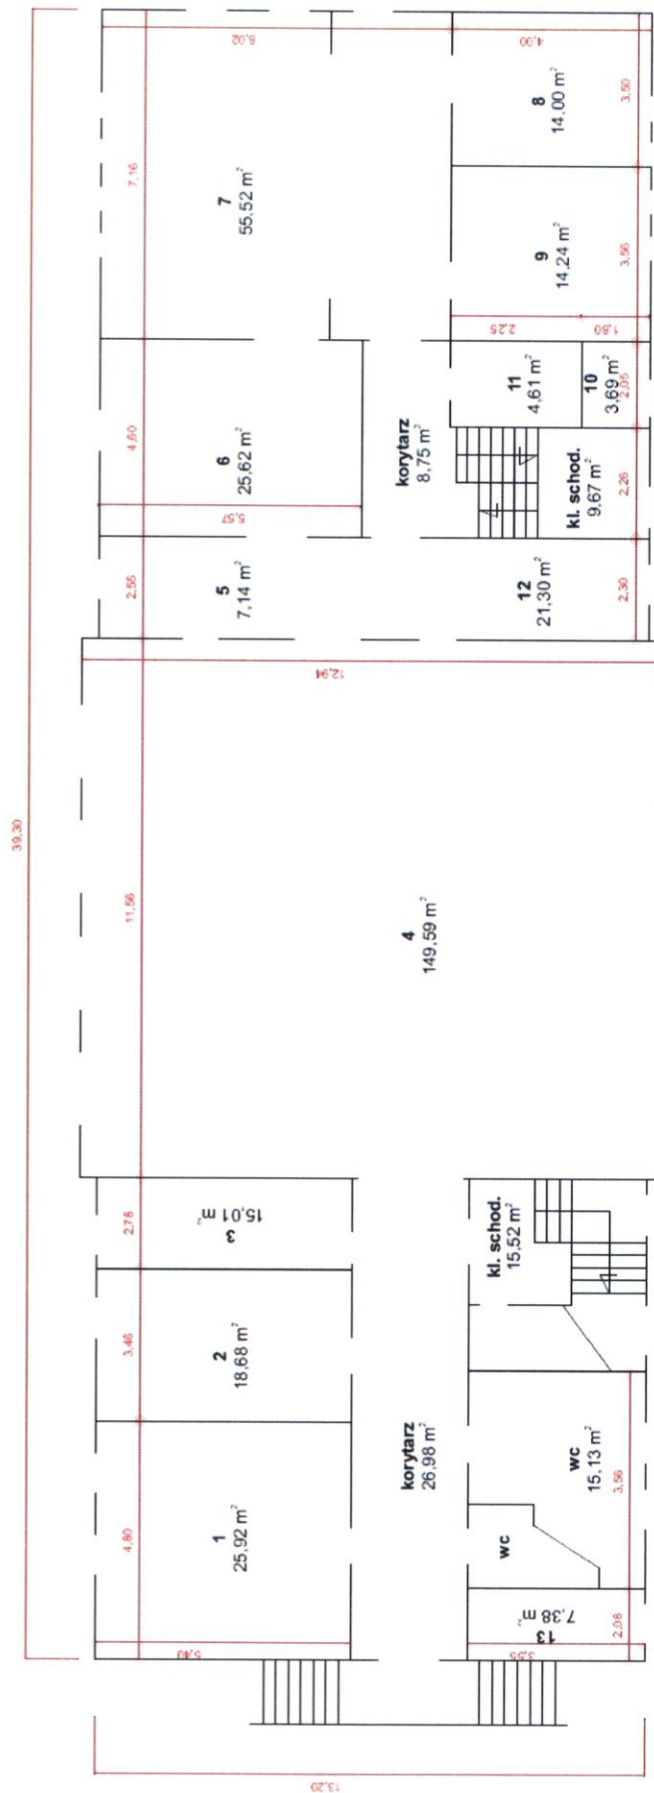 39,30
6,02
4,00
7,16
7
55,52 m²
8
14,00 m²
3,50
9
14,24 m²
3,56
2,25
1,80
4,60
6
25,62 m²
5,57
korytarz
8,75 m²
11
4,61 m²
10
3,69 m²
2,05
kl. schod.
9,67 m²
2,26
2,55
5
7,14 m²
12
21,30 m²
2,30
12,94
11,56
4
149,59 m²
2,78
3
15,01 m²
kl. schod.
15,52 m²
3,46
2
18,68 m²
4,80
1
25,92 m²
korytarz
26,98 m²
wc
15,13 m²
3,56
wc
13
7,38 m²
2,08
5,40
3,55
13,20